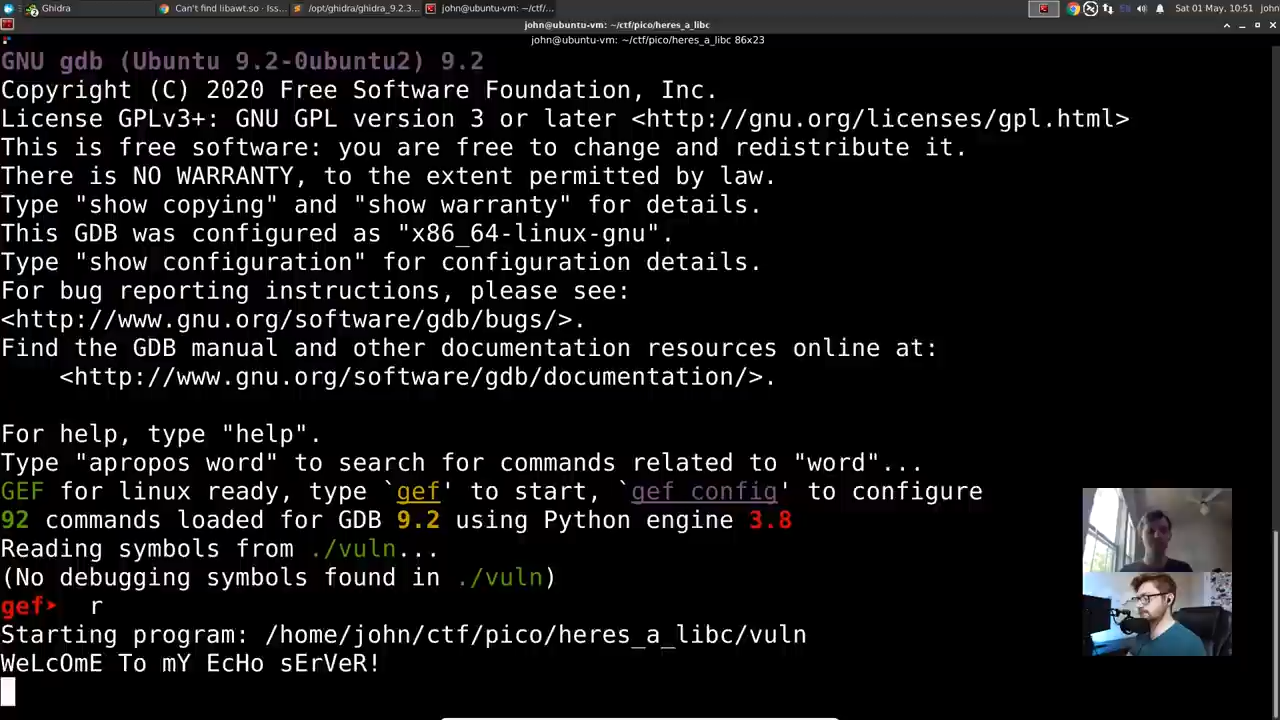 Ghidra
Can't find libawt.so · Iss...
/opt/ghidra/ghidra_9.2.3...
john@ubuntu-vm: ~/ctf/...
Sat 01 May, 10:51
john
john@ubuntu-vm: ~/ctf/pico/heres_a_libc
john@ubuntu-vm: ~/ctf/pico/heres_a_libc 86x23
GNU gdb (Ubuntu 9.2-0ubuntu2) 9.2
Copyright (C) 2020 Free Software Foundation, Inc.
License GPLv3+: GNU GPL version 3 or later <http://gnu.org/licenses/gpl.html>
This is free software: you are free to change and redistribute it.
There is NO WARRANTY, to the extent permitted by law.
Type "show copying" and "show warranty" for details.
This GDB was configured as "x86_64-linux-gnu".
Type "show configuration" for configuration details.
For bug reporting instructions, please see:
<http://www.gnu.org/software/gdb/bugs/>.
Find the GDB manual and other documentation resources online at:
    <http://www.gnu.org/software/gdb/documentation/>.
For help, type "help".
Type "apropos word" to search for commands related to "word"...
GEF for linux ready, type `gef' to start, `gef config' to configure
92 commands loaded for GDB 9.2 using Python engine 3.8
Reading symbols from ./vuln...
(No debugging symbols found in ./vuln)
gef➤  r
Starting program: /home/john/ctf/pico/heres_a_libc/vuln
WeLcOmE To mY EcHo sErVeR!